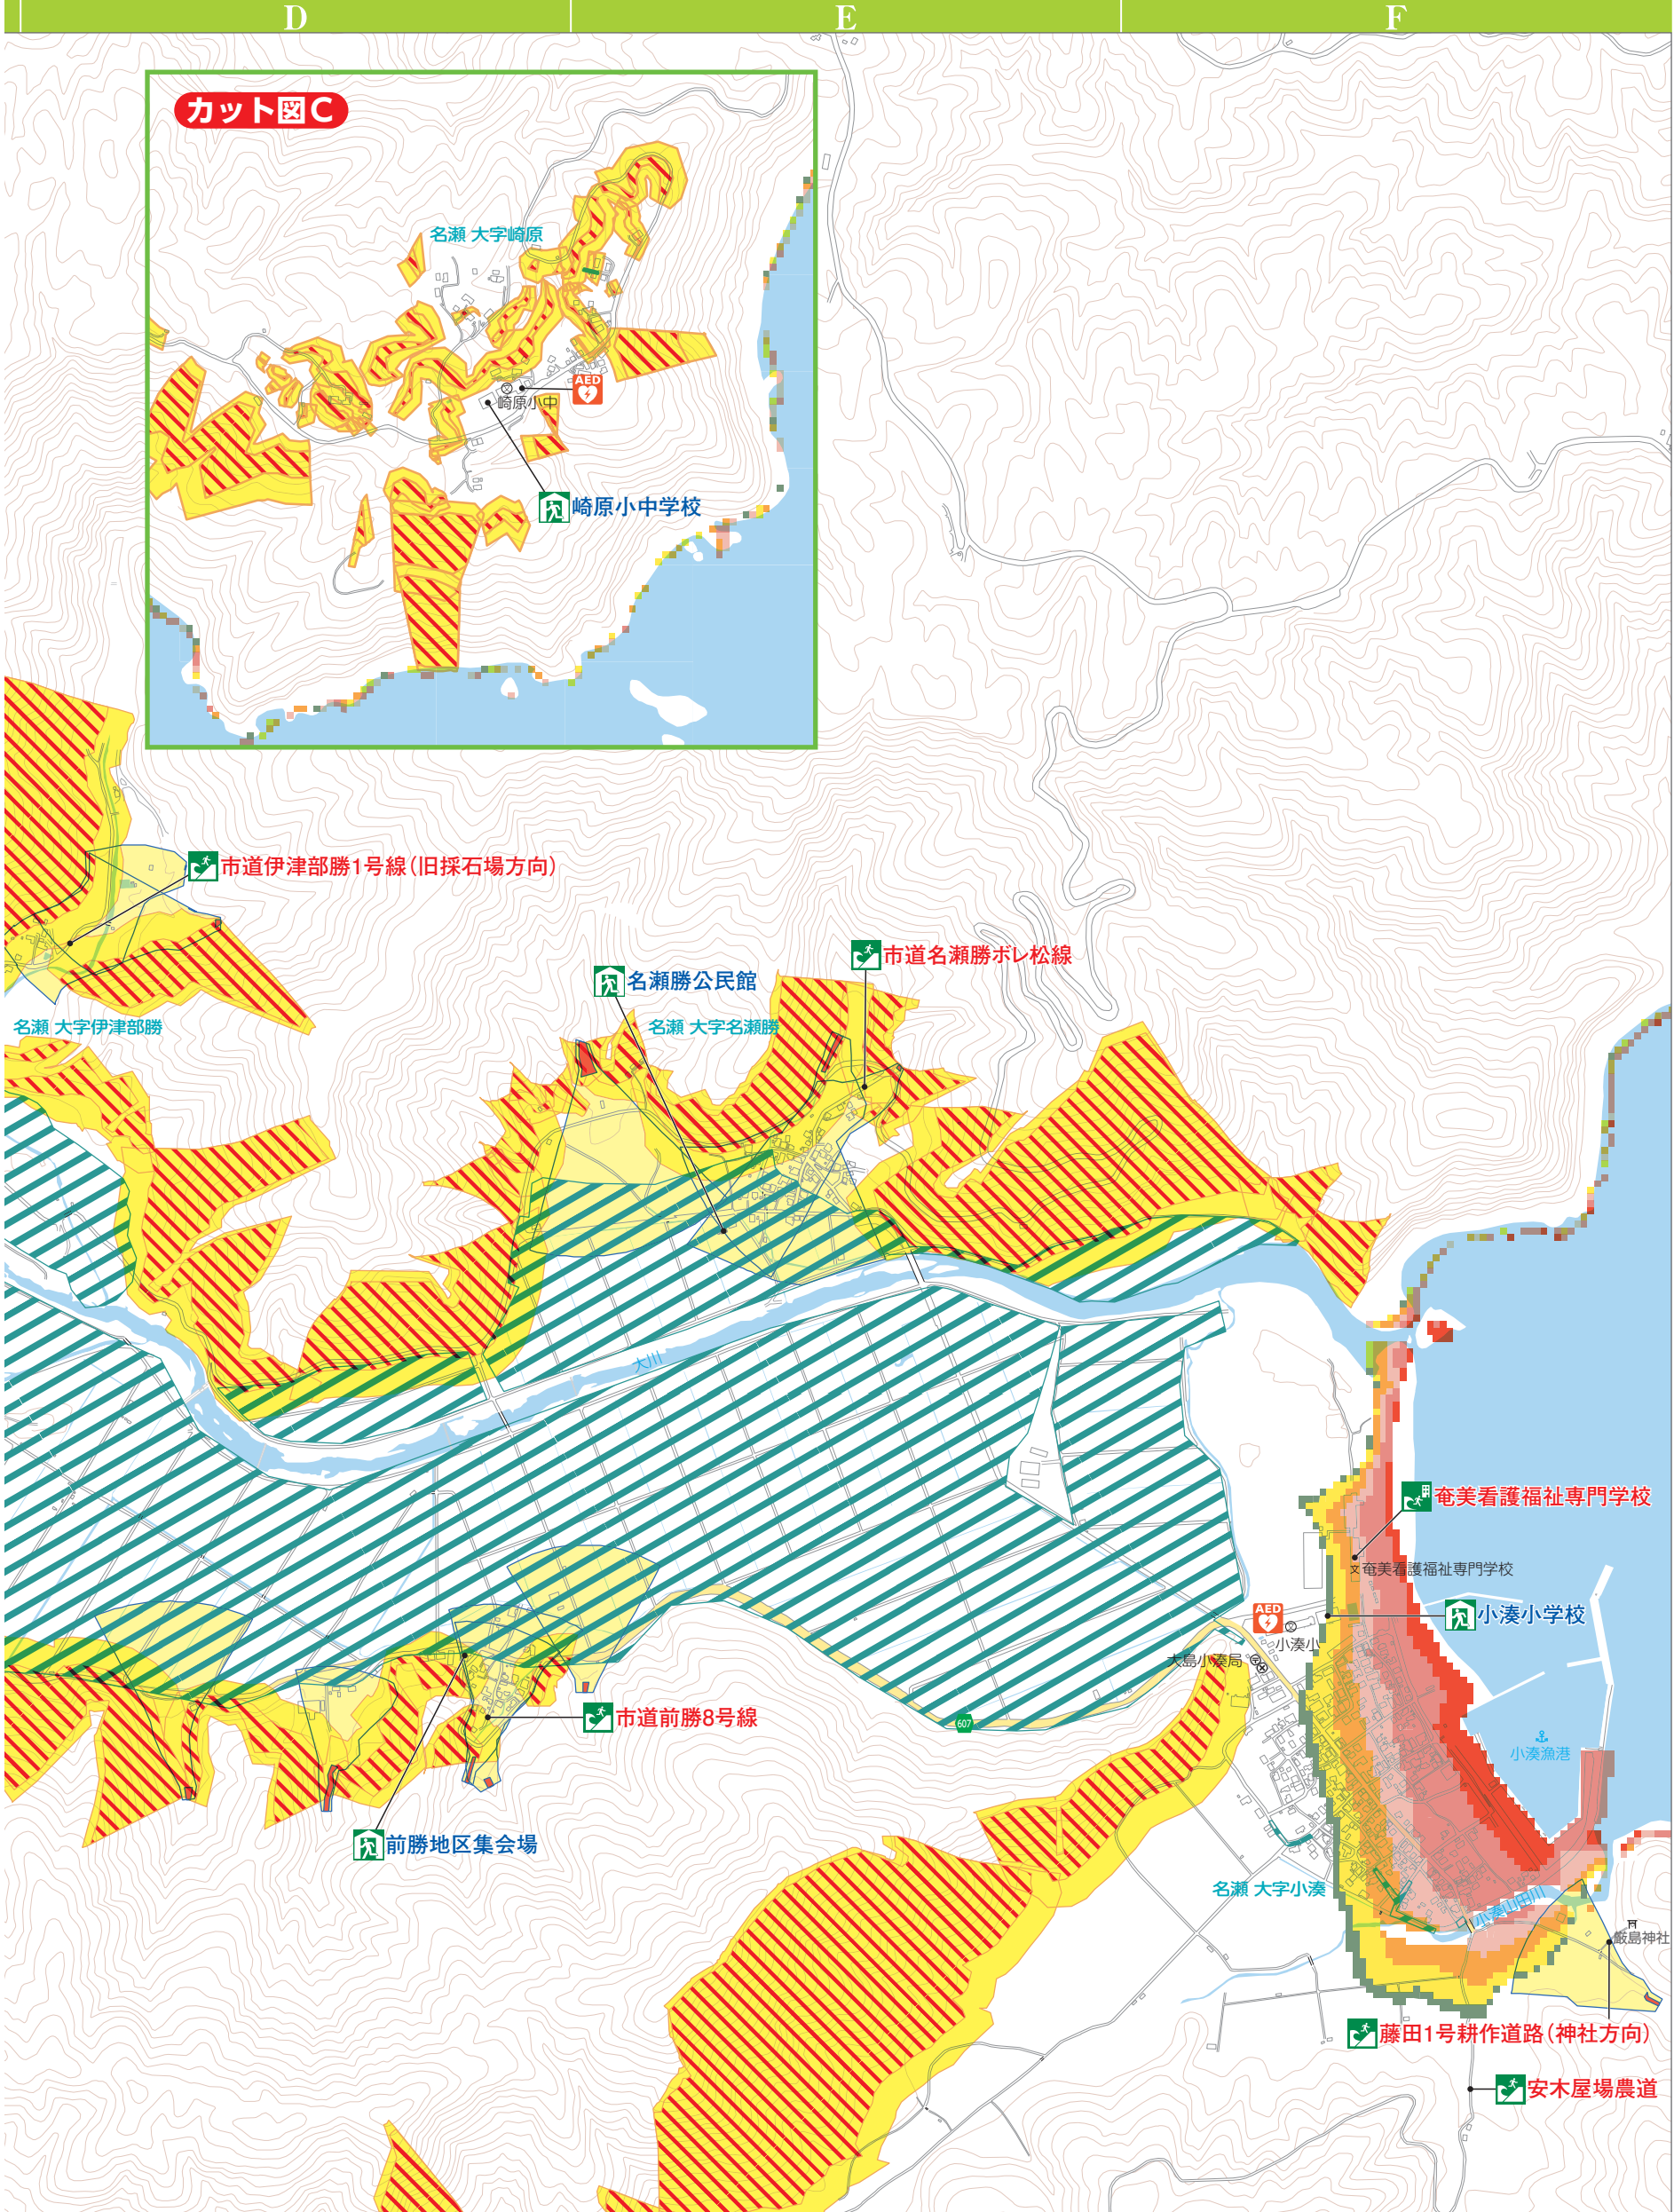 D
E
F
カット図C
名瀬 大字崎原
AED
崎原小中
崎原小中学校
市道伊津部勝1号線(旧採石場方向)
市道名瀬勝ボレ松線
名瀬勝公民館
名瀬 大字伊津部勝
名瀬 大字名瀬勝
大川
奄美看護福祉専門学校
奄美看護福祉専門学校
AED
小湊小学校
小湊小
大島小湊局
市道前勝8号線
607
小湊漁港
前勝地区集会場
名瀬 大字小湊
小湊山田川
厳島神社
藤田1号耕作道路(神社方向)
安木屋場農道